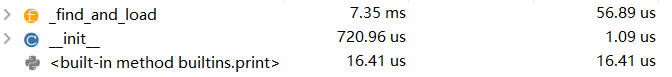 _find_and_load 7.35 ms 56.89 us
__init__ 720.96 us 1.09 us
<built-in method builtins.print> 16.41 us 16.41 us